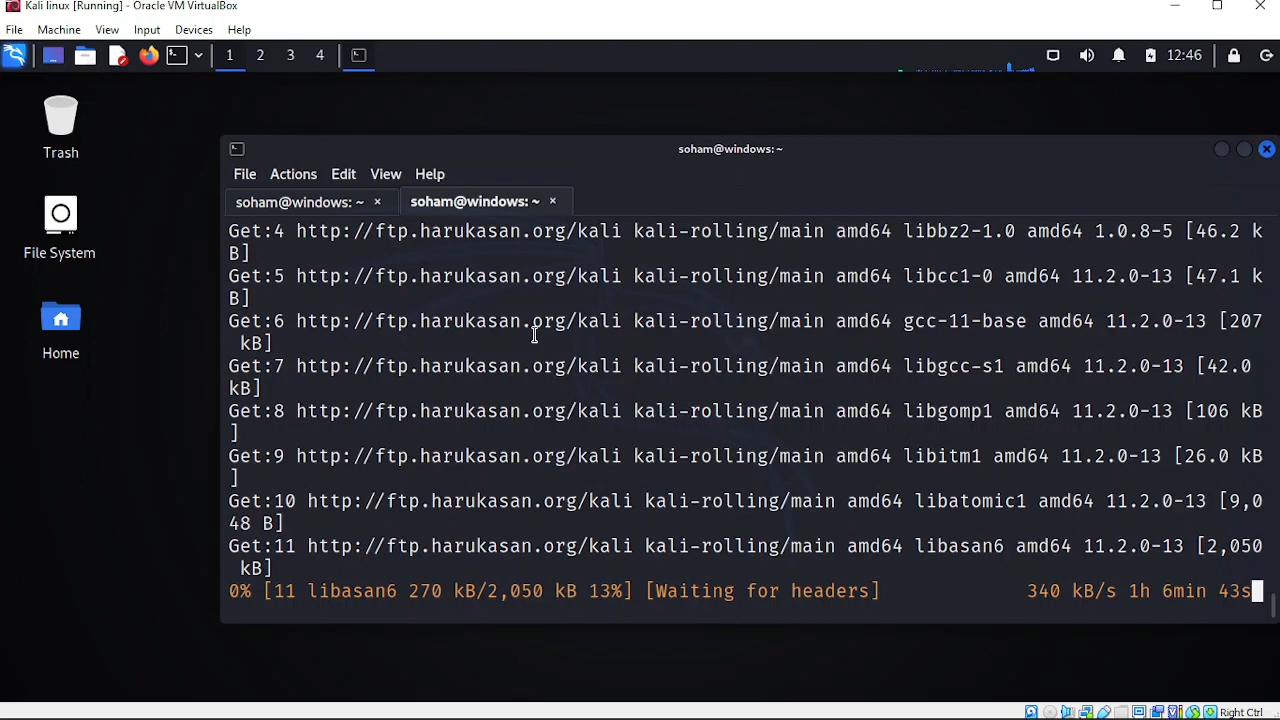 Kali linux [Running] - Oracle VM VirtualBox
File Machine View Input Devices Help
1 2 3 4 12:46
Trash
File System
Home
soham@windows: ~
File Actions Edit View Help
soham@windows: ~ × soham@windows: ~ ×
Get:4 http://ftp.harukasan.org/kali kali-rolling/main amd64 libbz2-1.0 amd64 1.0.8-5 [46.2 k
B]
Get:5 http://ftp.harukasan.org/kali kali-rolling/main amd64 libcc1-0 amd64 11.2.0-13 [47.1 k
B]
Get:6 http://ftp.harukasan.org/kali kali-rolling/main amd64 gcc-11-base amd64 11.2.0-13 [207
kB]
Get:7 http://ftp.harukasan.org/kali kali-rolling/main amd64 libgcc-s1 amd64 11.2.0-13 [42.0
kB]
Get:8 http://ftp.harukasan.org/kali kali-rolling/main amd64 libgomp1 amd64 11.2.0-13 [106 kB
]
Get:9 http://ftp.harukasan.org/kali kali-rolling/main amd64 libitm1 amd64 11.2.0-13 [26.0 kB
]
Get:10 http://ftp.harukasan.org/kali kali-rolling/main amd64 libatomic1 amd64 11.2.0-13 [9,0
48 B]
Get:11 http://ftp.harukasan.org/kali kali-rolling/main amd64 libasan6 amd64 11.2.0-13 [2,050
kB]
0% [11 libasan6 270 kB/2,050 kB 13%] [Waiting for headers] 340 kB/s 1h 6min 43s
Right Ctrl